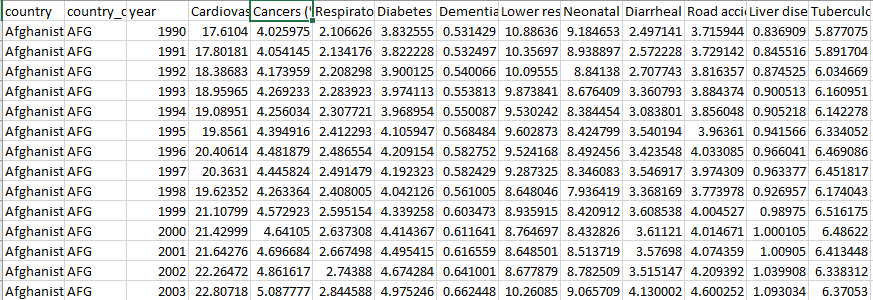 country country_c year Cardiovas Cancers (' Respirato Diabetes Dementia Lower res Neonatal Diarrheal Road acci Liver dise Tuberculo
Afghanist AFG 1990 17.6104 4.025975 2.106626 3.832555 0.531429 10.88636 9.184653 2.497141 3.715944 0.836909 5.877075
Afghanist AFG 1991 17.80181 4.054145 2.134176 3.822228 0.532497 10.35697 8.938897 2.572228 3.729142 0.845516 5.891704
Afghanist AFG 1992 18.38683 4.173959 2.208298 3.900125 0.540066 10.09555 8.84138 2.707743 3.816357 0.874525 6.034669
Afghanist AFG 1993 18.95965 4.269233 2.283923 3.974113 0.553813 9.873841 8.676409 3.360793 3.884374 0.900513 6.160951
Afghanist AFG 1994 19.08951 4.256034 2.307721 3.968954 0.550087 9.530242 8.384454 3.083801 3.856048 0.905218 6.142278
Afghanist AFG 1995 19.8561 4.394916 2.412293 4.105947 0.568484 9.602873 8.424799 3.540194 3.96361 0.941566 6.334052
Afghanist AFG 1996 20.40614 4.481879 2.486554 4.209154 0.582752 9.524168 8.492456 3.423548 4.033085 0.966041 6.469086
Afghanist AFG 1997 20.3631 4.445824 2.491479 4.192323 0.582429 9.287325 8.346083 3.546917 3.974309 0.963377 6.451817
Afghanist AFG 1998 19.62352 4.263364 2.408005 4.042126 0.561005 8.648046 7.936419 3.368169 3.773978 0.926957 6.174043
Afghanist AFG 1999 21.10799 4.572923 2.595154 4.339258 0.603473 8.935915 8.420912 3.608538 4.004527 0.98975 6.516175
Afghanist AFG 2000 21.42999 4.64105 2.637308 4.414367 0.611641 8.764697 8.432826 3.61121 4.014671 1.000105 6.48622
Afghanist AFG 2001 21.64276 4.696684 2.667498 4.495415 0.616559 8.648501 8.513719 3.57698 4.074359 1.00905 6.413448
Afghanist AFG 2002 22.26472 4.861617 2.74388 4.674284 0.641001 8.677879 8.782509 3.515147 4.209392 1.039908 6.338312
Afghanist AFG 2003 22.80718 5.087777 2.844588 4.975246 0.662448 10.26085 9.065709 4.130002 4.600252 1.093034 6.37053